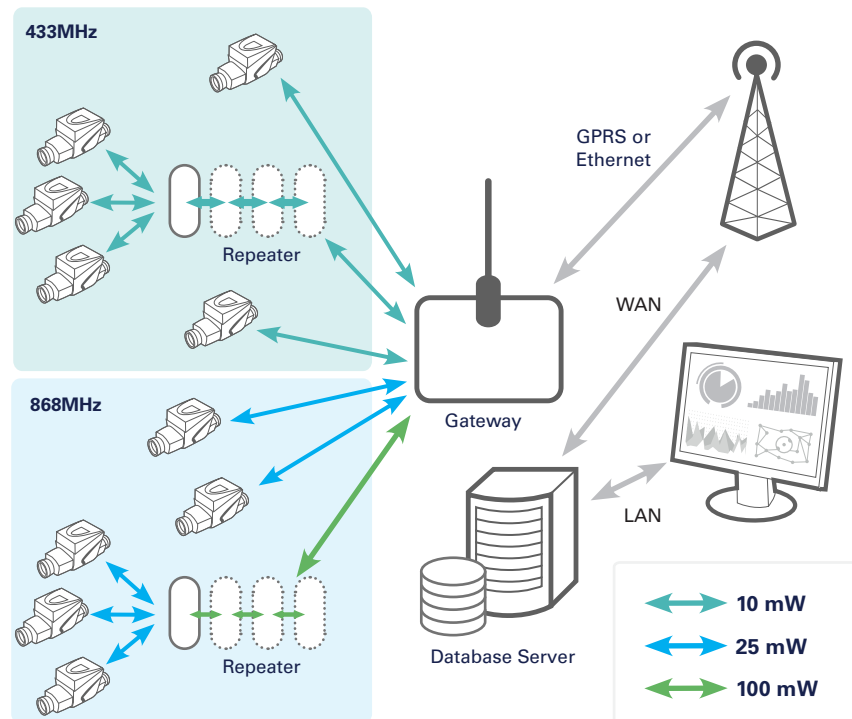 433MHz
GPRS or
Ethernet
Repeater
WAN
868MHz
Gateway
LAN
Repeater
Database Server
10 mW
25 mW
100 mW